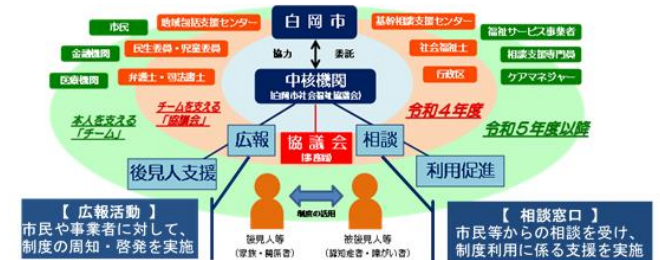 白岡市
市民
地域包括支援センター
基幹相談支援センター
福祉サービス事業者
金融機関
民生委員・児童委員
協力
委託
社会福祉士
相談支援専門員
医療機関
弁護士・司法書士
中核機関
(白岡市社会福祉協議会)
行政区
ケアマネジャー
本人を支える
「チーム」
チームを支える
「協議会」
令和4年度
令和5年度以降
広報
協議会
(事務局)
相談
後見人支援
利用促進
制度の活用
【 広報活動 】
市民や事業者に対して、
制度の周知・啓発を実施
後見人等
(家族・関係者)
被後見人等
(認知症者・障がい者)
【 相談窓口 】
市民等からの相談を受け、
制度利用に係る支援を実施